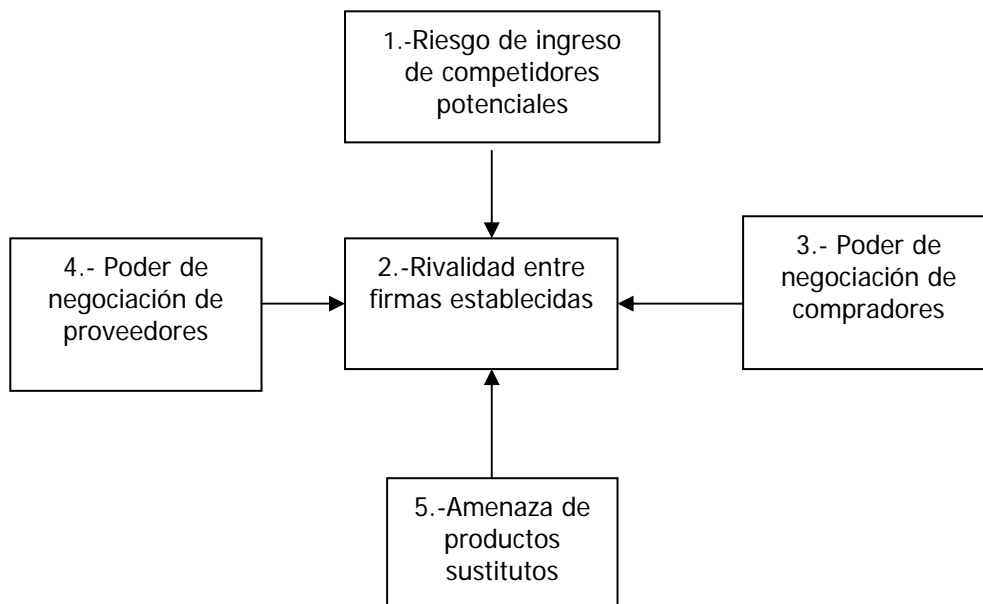 1.-Riesgo de ingreso
de competidores
potenciales
4.- Poder de
negociación de
proveedores
2.-Rivalidad entre
firmas establecidas
3.- Poder de
negociación de
compradores
5.-Amenaza de
productos
sustitutos